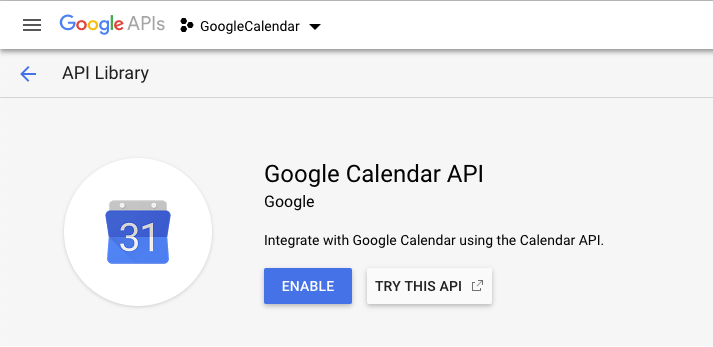 Google APIs GoogleCalendar
API Library
31
Google Calendar API
Google
Integrate with Google Calendar using the Calendar API.
ENABLE TRY THIS API